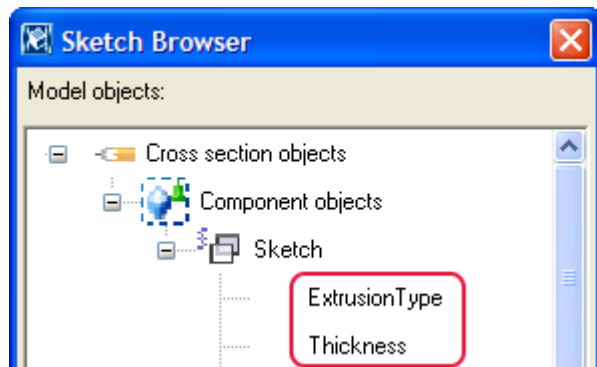 Sketch Browser
Model objects:
Cross section objects
Component objects
Sketch
ExtrusionType
Thickness